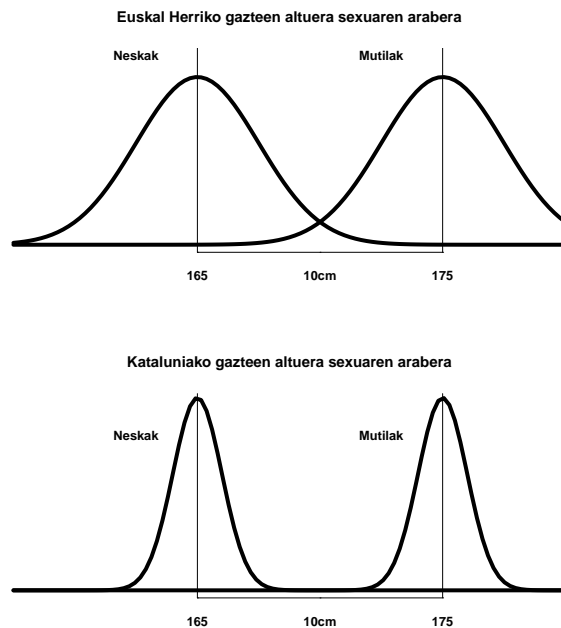 Euskal Herriko gazteen altuera sexuaren arabera
Neskak Mutilak
165 10cm 175
Kataluniako gazteen altuera sexuaren arabera
Neskak Mutilak
165 10cm 175